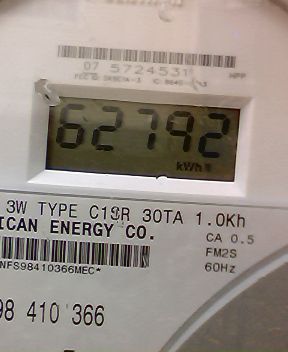 07 5724531
HPP
62792
kWh
3W TYPE C1SR 30TA 1.0Kh
ICAN ENERGY CO.
CA 0.5
FM2S
60Hz
NFS98410366MEC*
98 410 366